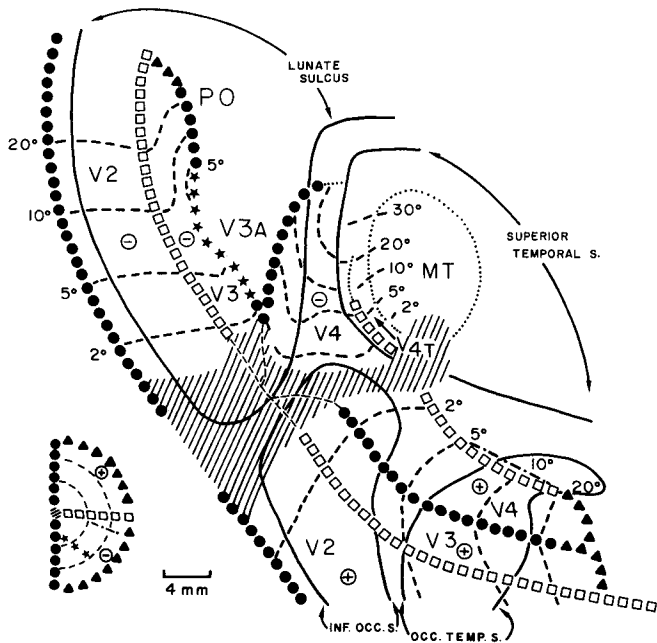 LUNATE
SULCUS
PO
20°
V2
5°
V3A
30°
10°
20°
SUPERIOR
TEMPORAL S.
10°
MT
⊖
⊖
5°
⊖
5°
V3
2°
V4
2°
4T
2°
5°
10°
20°
⊕
⊕
V4
V3
⊕
⊖
V2
⊕
4 mm
INF. OCC. S.
OCC. TEMP. S.